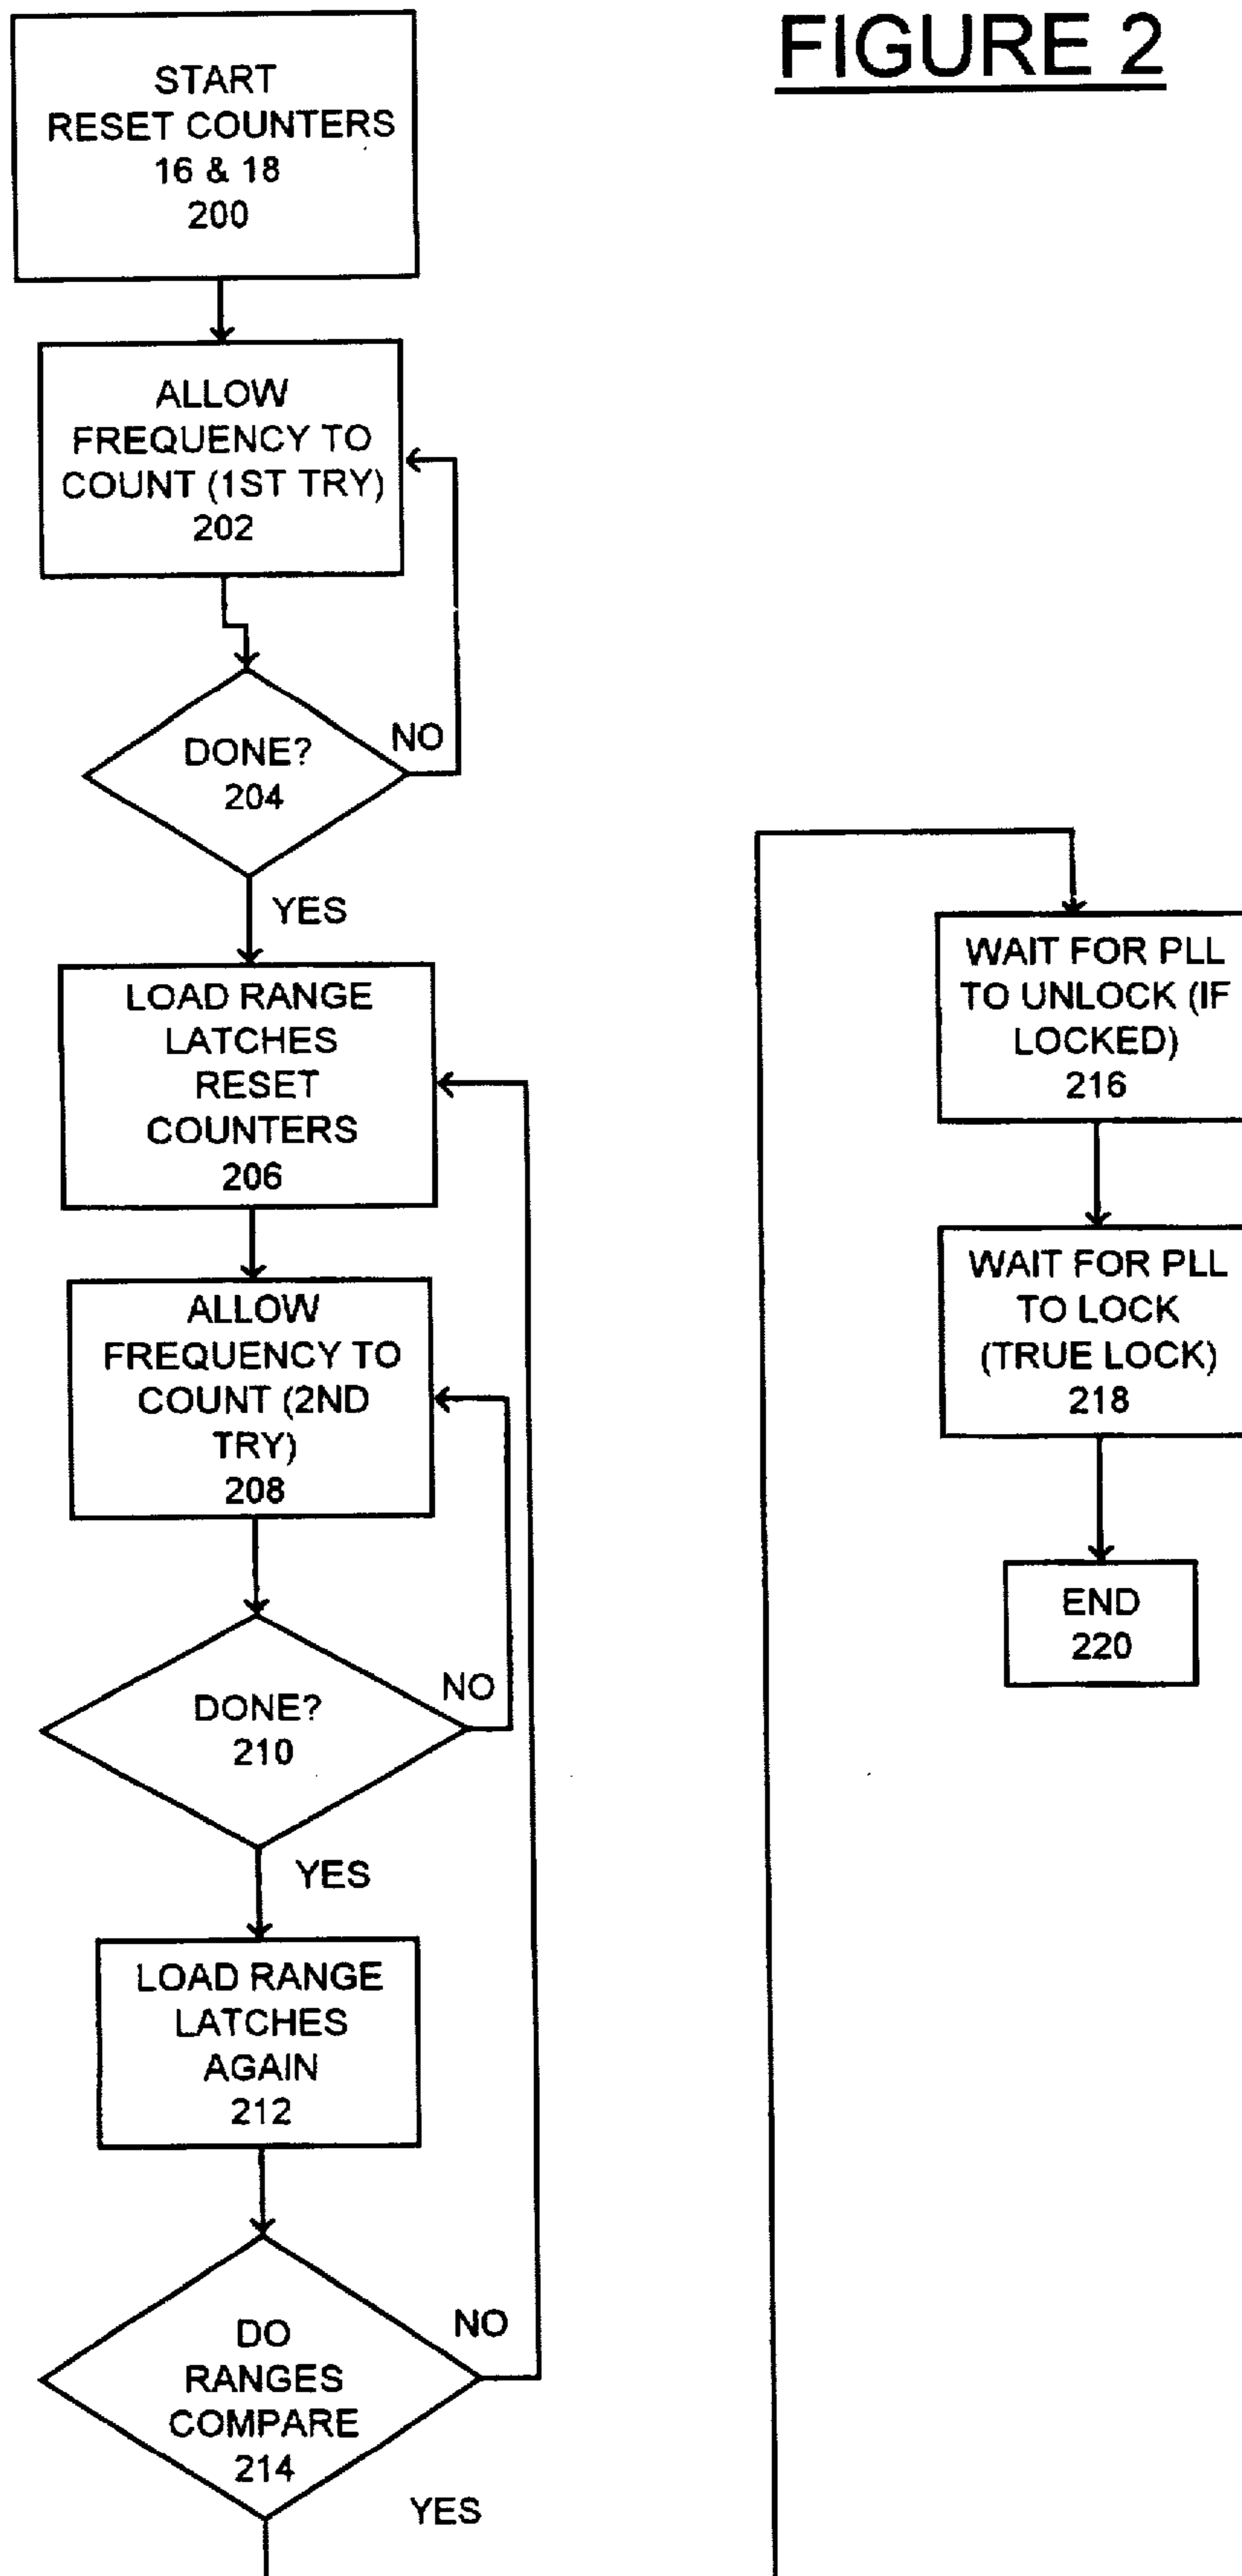 FIGURE 2
START
RESET COUNTERS
16 & 18
200
ALLOW
FREQUENCY TO
COUNT (1ST TRY)
202
DONE?
204
NO
YES
LOAD RANGE
LATCHES
RESET
COUNTERS
206
ALLOW
FREQUENCY TO
COUNT (2ND
TRY)
208
DONE?
210
NO
YES
LOAD RANGE
LATCHES
AGAIN
212
DO
RANGES
COMPARE
214
NO
YES
WAIT FOR PLL
TO UNLOCK (IF
LOCKED)
216
WAIT FOR PLL
TO LOCK
(TRUE LOCK)
218
END
220